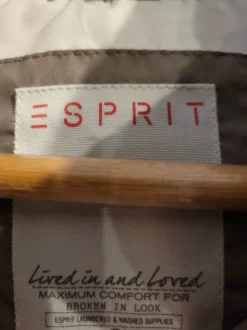 ESPRIT
Lived in and Loved
MAXIMUM COMFORT FOR
BROKEN IN LOOK
ESPRIT LAUNDERED & WASHED SUPPLIES